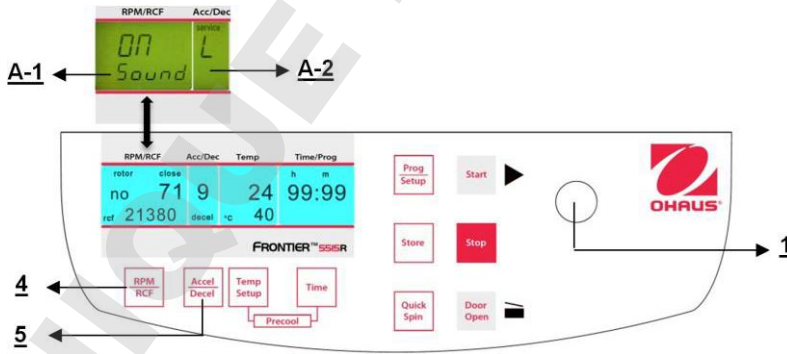 RPM/RCF Acc/Dec
service
ON L
Sound
A-1
A-2
RPM/RCF Acc/Dec Temp Time/Prog
rotor close h m
no 71 9 24 99:99
rcf 21380 decel °C 40
FRONTIER™ 5515R
RPM
RCF
Accel
Decel
Temp
Setup
Time
Precool
4
5
Prog
Setup
Start
Store
Stop
Quick
Spin
Door
Open
OHAUS®
1